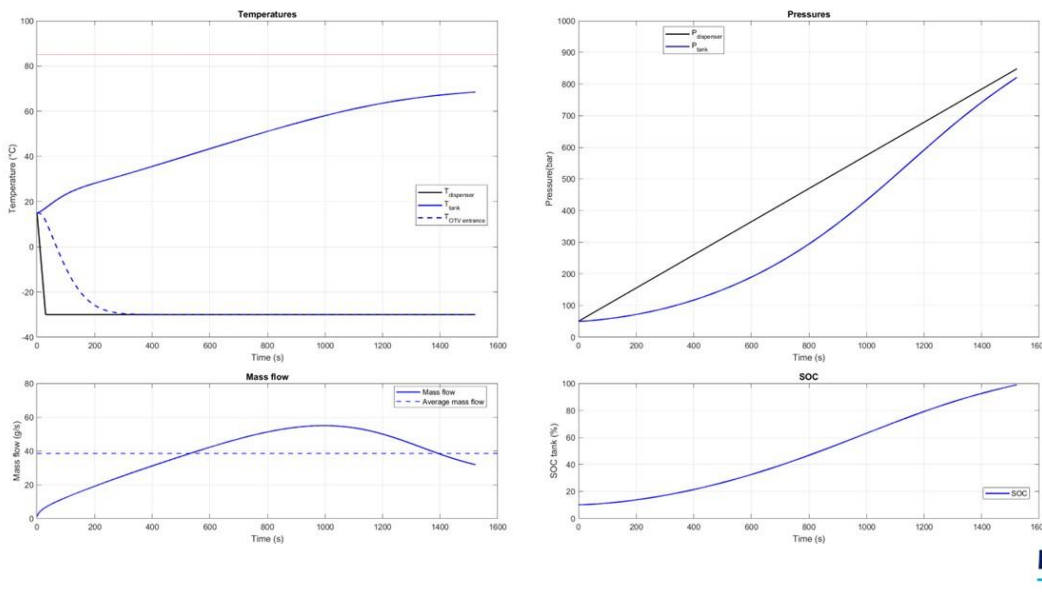 Temperatures
100
80
60
40
20
0
-20
-40
Temperature (°C)
T dispenser
T tank
T OTV entrance
0 200 400 600 800 1000 1200 1400 1600
Time (s)
Pressures
1000
900
800
700
600
500
400
300
200
100
0
Pressure(bar)
P dispenser
P tank
0 200 400 600 800 1000 1200 1400 1600
Time (s)
Mass flow
80
60
40
20
0
Mass flow (g/s)
Mass flow
Average mass flow
0 200 400 600 800 1000 1200 1400 1600
Time (s)
SOC
100
80
60
40
20
0
SOC tank (%)
SOC
0 200 400 600 800 1000 1200 1400 1600
Time (s)